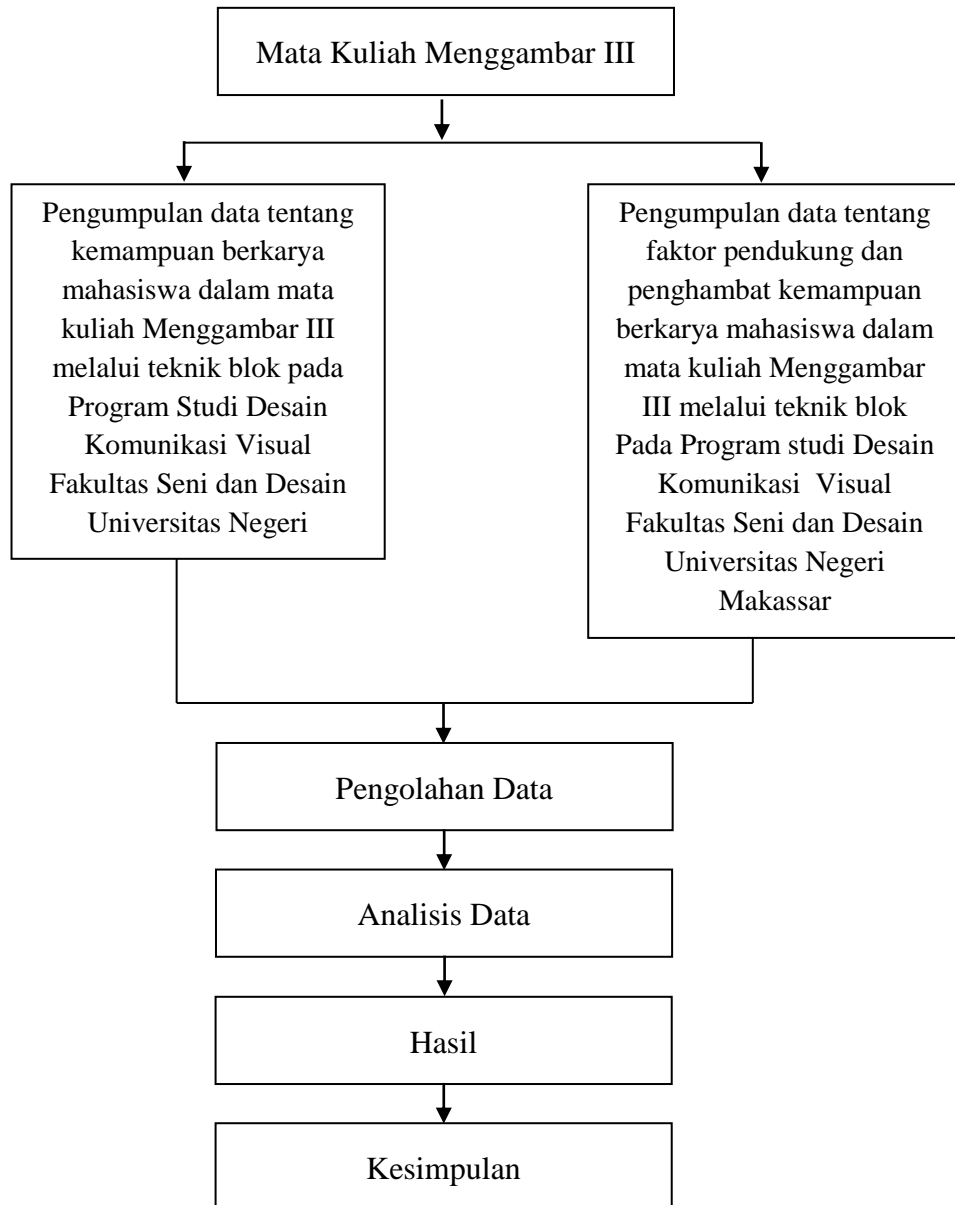 Mata Kuliah Menggambar III
Pengumpulan data tentang
kemampuan berkarya
mahasiswa dalam mata
kuliah Menggambar III
melalui teknik blok pada
Program Studi Desain
Komunikasi Visual
Fakultas Seni dan Desain
Universitas Negeri
Pengumpulan data tentang
faktor pendukung dan
penghambat kemampuan
berkarya mahasiswa dalam
mata kuliah Menggambar
III melalui teknik blok
Pada Program studi Desain
Komunikasi Visual
Fakultas Seni dan Desain
Universitas Negeri
Makassar
Pengolahan Data
Analisis Data
Hasil
Kesimpulan